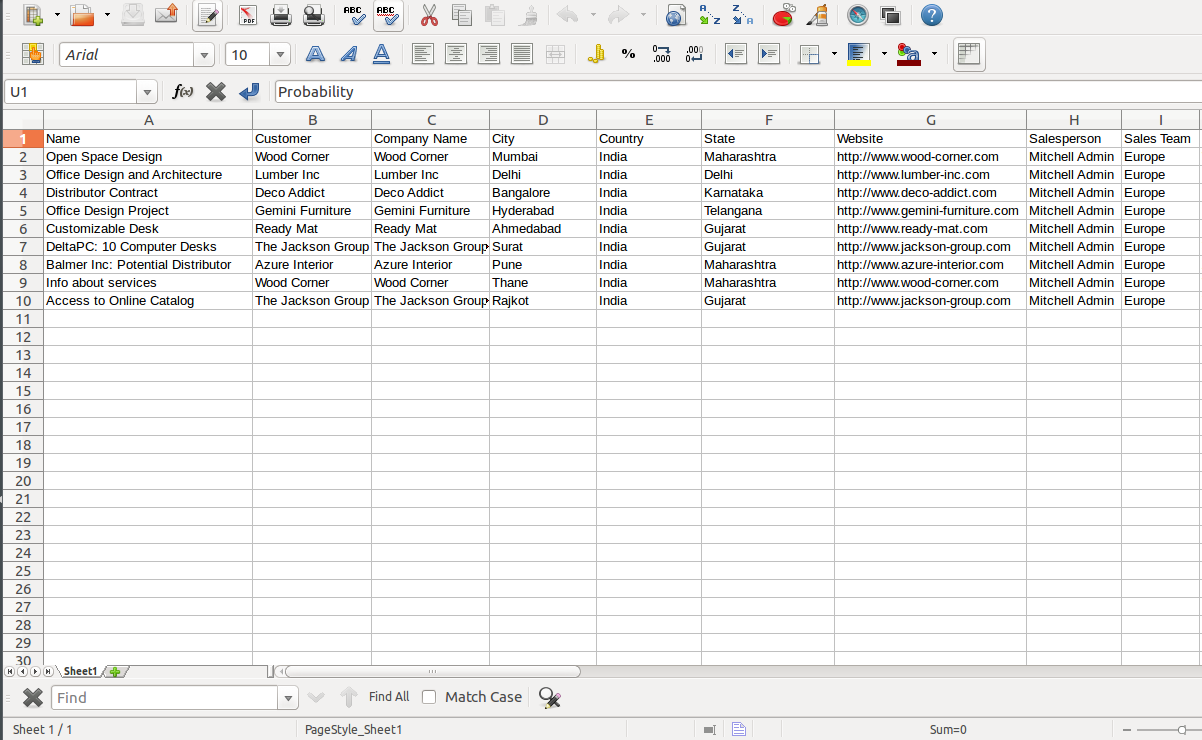 ABC ABC A Z Z A
Arial 10 A A A % .000 .000
U1 f(x) Probability
A B C D E F G H I
1 Name Customer Company Name City Country State Website Salesperson Sales Team
2 Open Space Design Wood Corner Wood Corner Mumbai India Maharashtra http://www.wood-corner.com Mitchell Admin Europe
3 Office Design and Architecture Lumber Inc Lumber Inc Delhi India Delhi http://www.lumber-inc.com Mitchell Admin Europe
4 Distributor Contract Deco Addict Deco Addict Bangalore India Karnataka http://www.deco-addict.com Mitchell Admin Europe
5 Office Design Project Gemini Furniture Gemini Furniture Hyderabad India Telangana http://www.gemini-furniture.com Mitchell Admin Europe
6 Customizable Desk Ready Mat Ready Mat Ahmedabad India Gujarat http://www.ready-mat.com Mitchell Admin Europe
7 DeltaPC: 10 Computer Desks The Jackson Group The Jackson Group Surat India Gujarat http://www.jackson-group.com Mitchell Admin Europe
8 Balmer Inc: Potential Distributor Azure Interior Azure Interior Pune India Maharashtra http://www.azure-interior.com Mitchell Admin Europe
9 Info about services Wood Corner Wood Corner Thane India Maharashtra http://www.wood-corner.com Mitchell Admin Europe
10 Access to Online Catalog The Jackson Group The Jackson Group Rajkot India Gujarat http://www.jackson-group.com Mitchell Admin Europe
11
12
13
14
15
16
17
18
19
20
21
22
23
24
25
26
27
28
29
30
Sheet1
Find Find All Match Case
Sheet 1 / 1 PageStyle_Sheet1 Sum=0